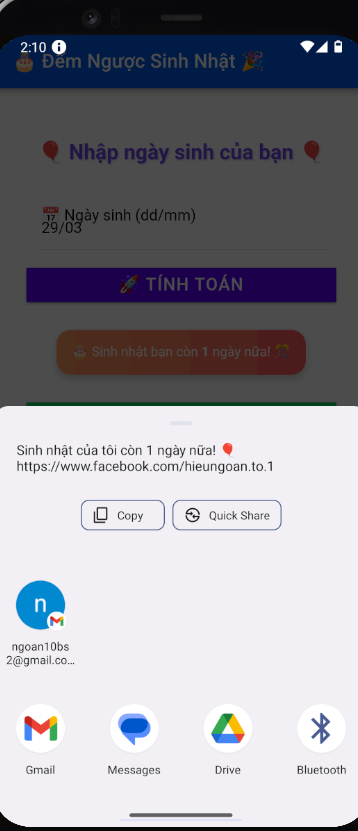 2:10
🎂 Đếm Ngược Sinh Nhật 🎉
🎈 Nhập ngày sinh của bạn 🎈
📅 Ngày sinh (dd/mm)
29/03
🚀 TÍNH TOÁN
🎂 Sinh nhật bạn còn 1 ngày nữa! 🎊
Sinh nhật của tôi còn 1 ngày nữa! 🎈
https://www.facebook.com/hieungoan.to.1
Copy
Quick Share
n
ngoan10bs
2@gmail.co...
Gmail
Messages
Drive
Bluetooth